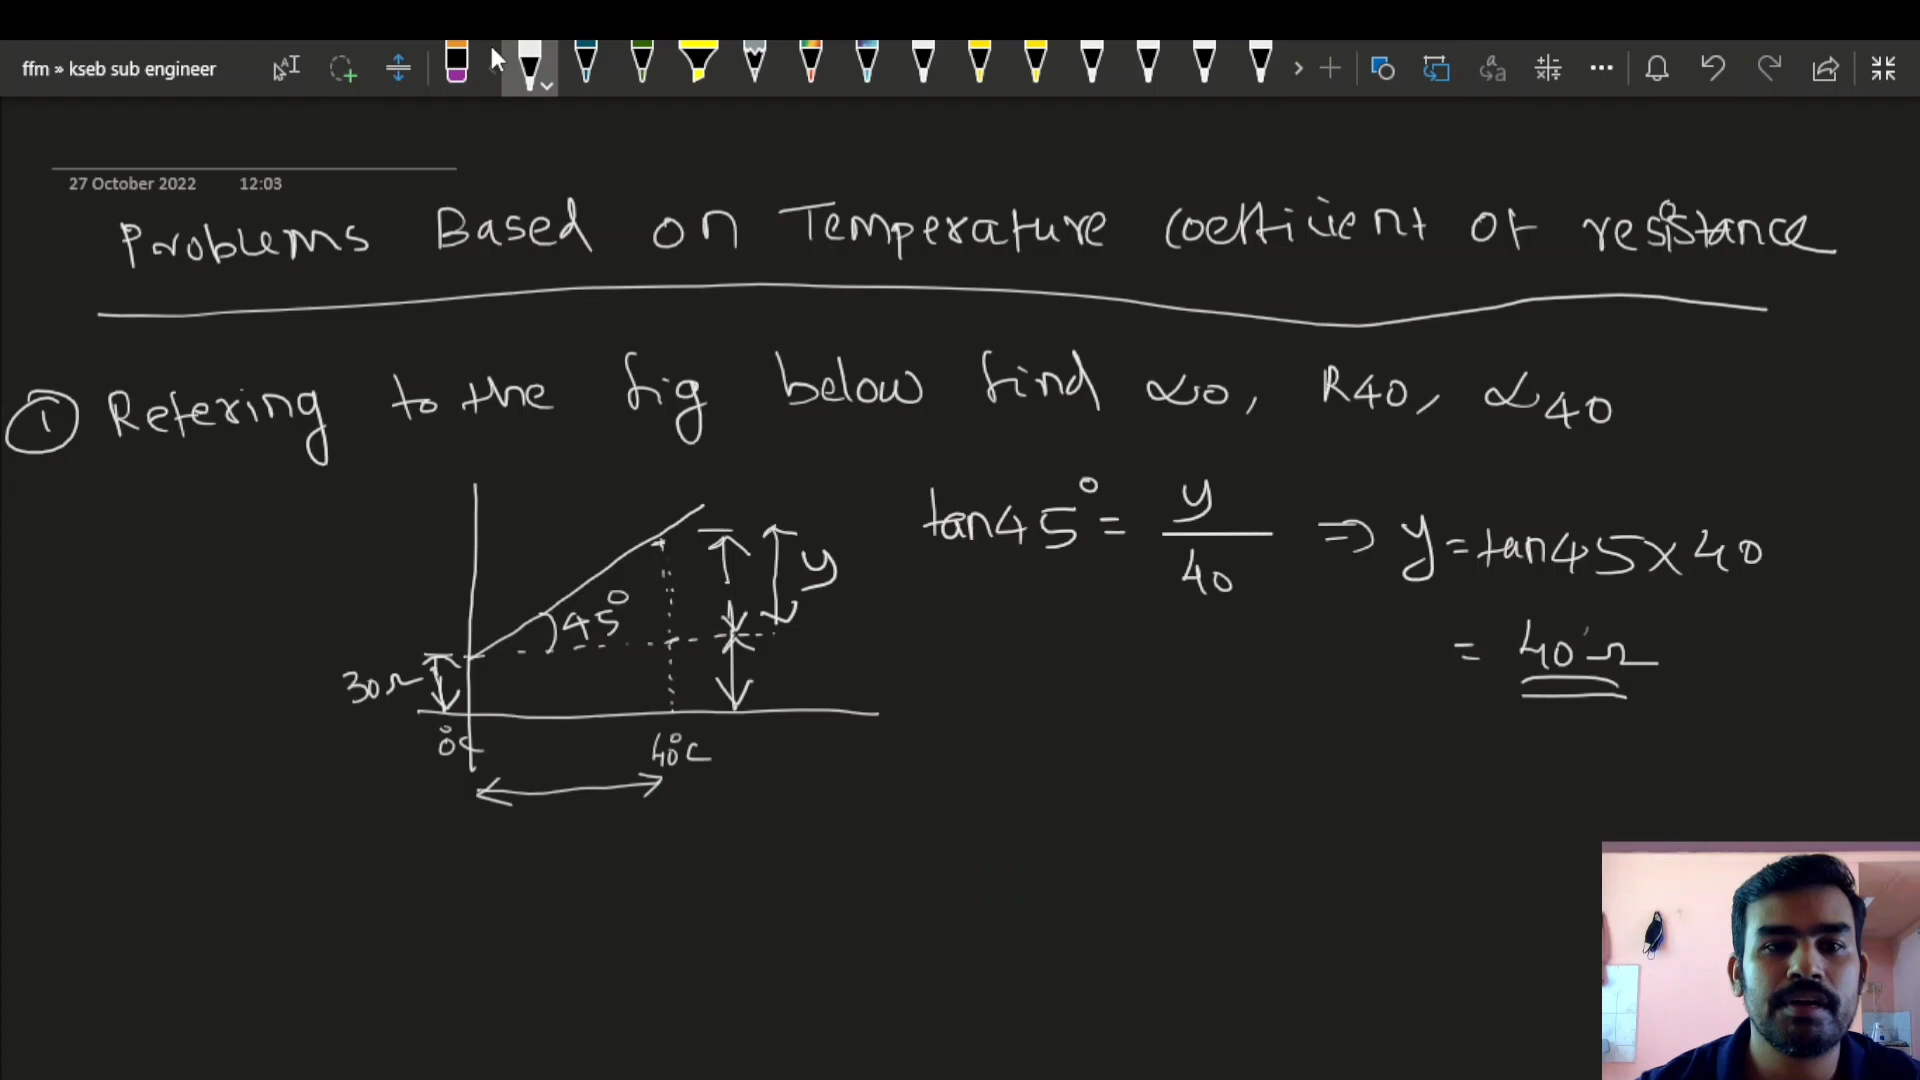 ffm » kseb sub engineer
27 October 2022 12:03
Problems Based on Temperature coefficient of resistance
① Refering to the fig below find α0, R40, α40
tan45° = y/40 ⇒ y = tan45 × 40
= 40Ω
y
45°
30Ω
0°c
40°c